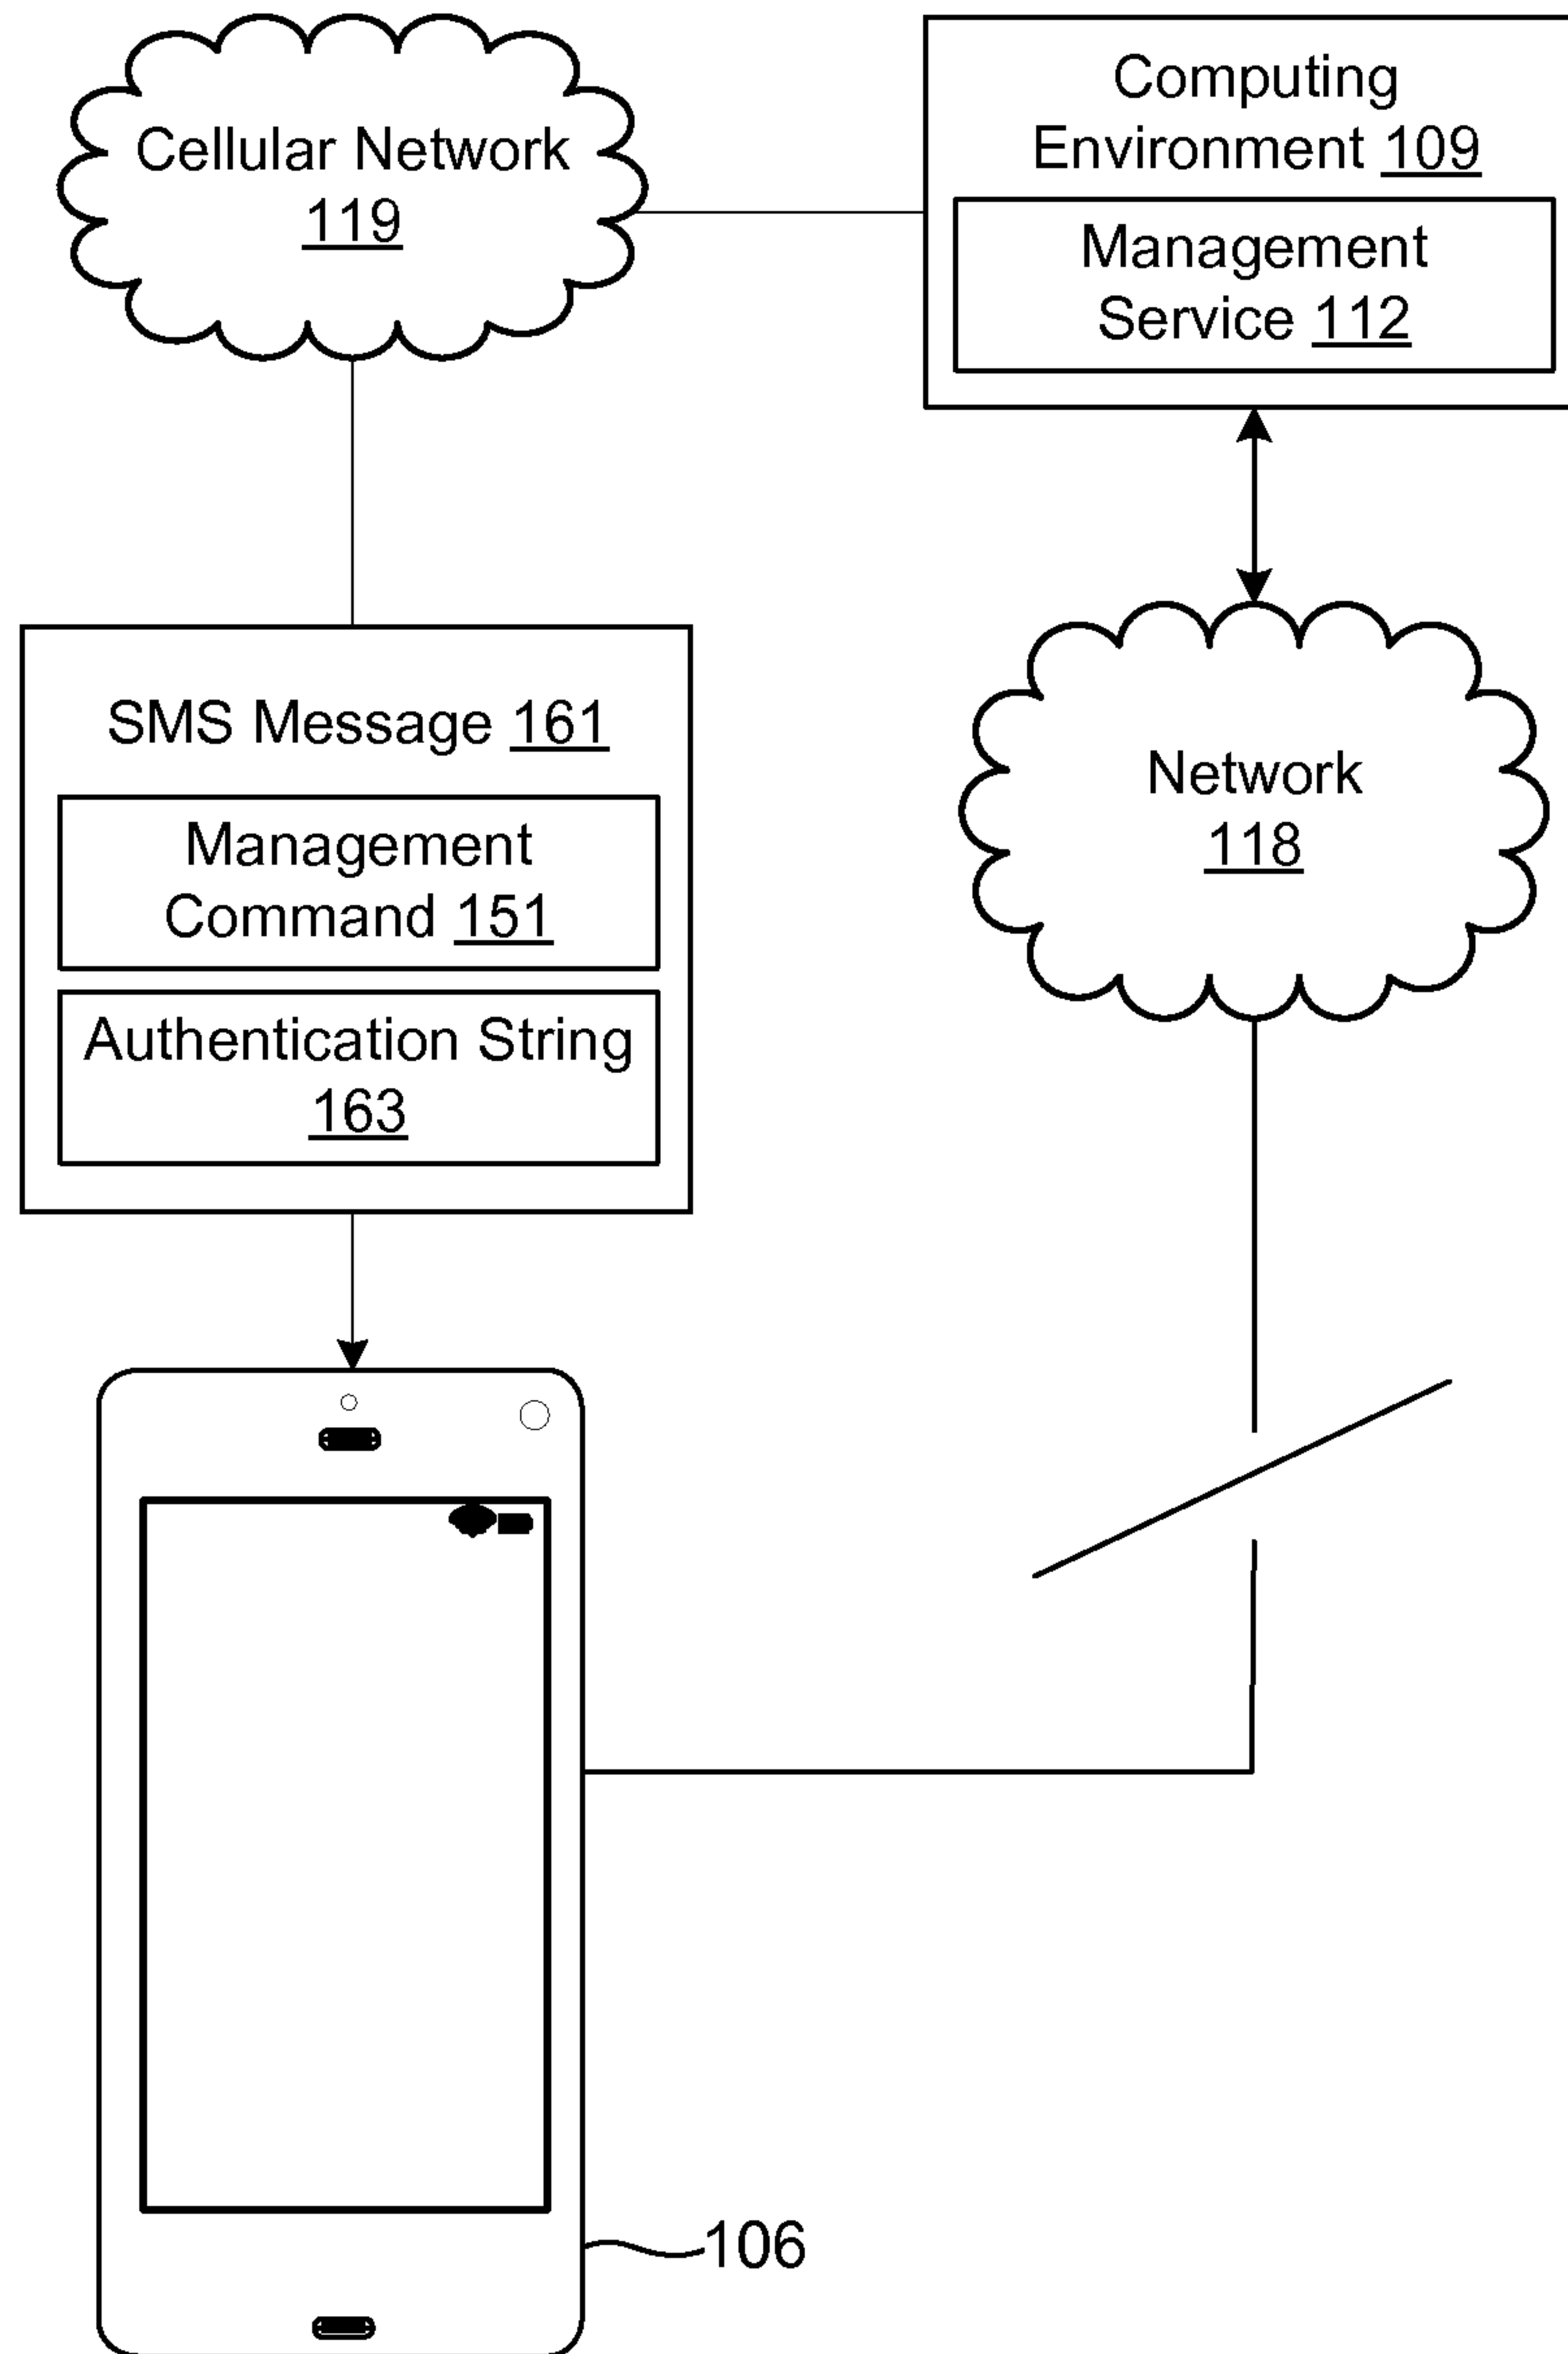 Cellular Network
119
Computing
Environment 109
Management
Service 112
SMS Message 161
Management
Command 151
Authentication String
163
Network
118
106